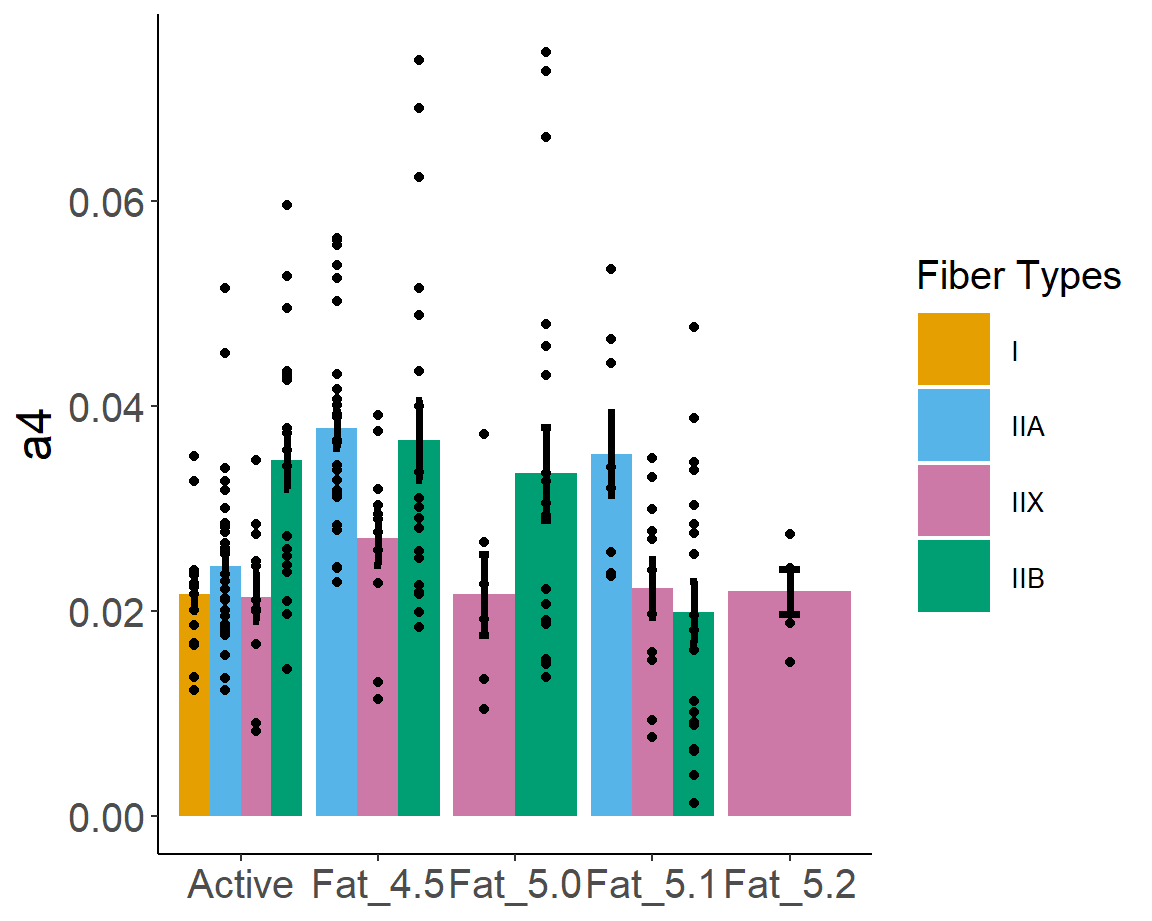 a4
0.06
0.04
0.02
0.00
Active Fat_4.5 Fat_5.0 Fat_5.1 Fat_5.2
Fiber Types
I
IIA
IIX
IIB